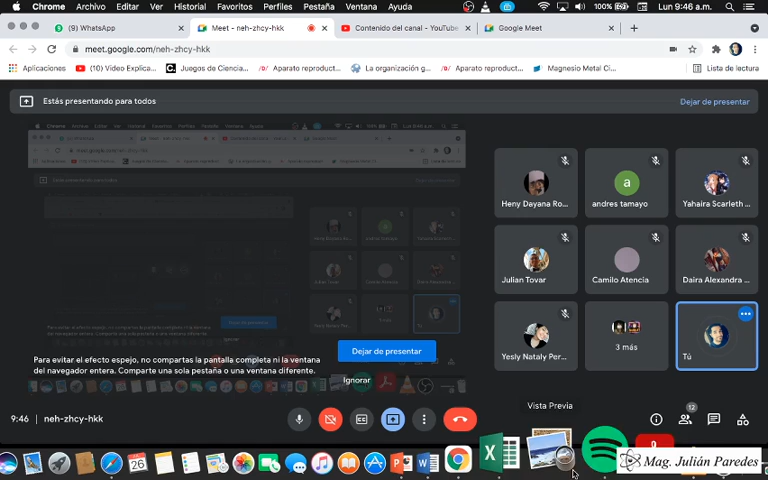 Chrome Archivo Editar Ver Historial Favoritos Perfiles Pestaña Ventana Ayuda 100% Lun 9:46 a.m.
(9) WhatsApp
Meet - neh-zhcy-hkk
Contenido del canal - YouTube
Google Meet
meet.google.com/neh-zhcy-hkk
Aplicaciones
(10) Video Explica...
Juegos de Cienci...
Aparato reproduct...
La organización g...
Aparato reproduct...
Magnesio Metal Ci...
Lista de lectura
Estás presentando para todos
Dejar de presentar
Heny Dayana Ro...
andres tamayo
Yahaira Scarleth ...
Julian Tovar
Camilo Atencia
Daira Alexandra ...
Yesly Nataly Per...
3 más
Tú
Para evitar el efecto espejo, no compartas la pantalla completa ni la ventana
del navegador entera. Comparte una sola pestaña o una ventana diferente.
Dejar de presentar
Ignorar
Vista Previa
9:46 neh-zhcy-hkk
12
26
Mag. Julián Paredes